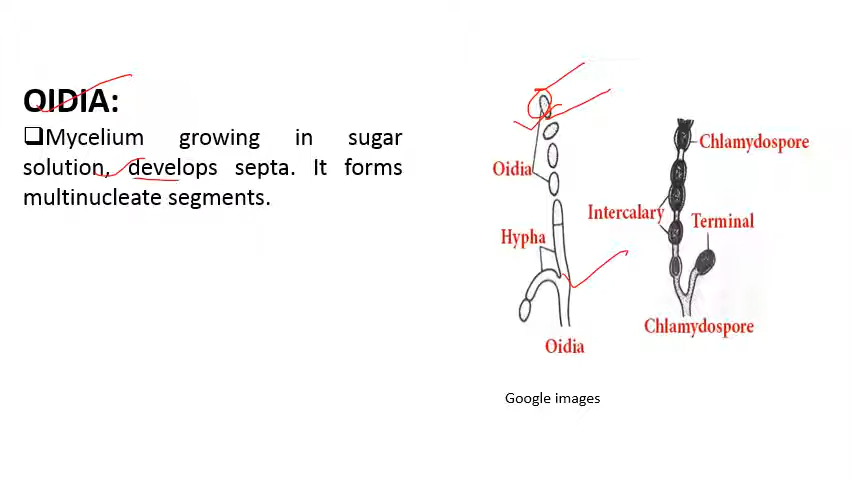 OIDIA:
❑Mycelium growing in sugar
solution, develops septa. It forms
multinucleate segments.
Chlamydospore
Oidia
Intercalary
Terminal
Hypha
Chlamydospore
Oidia
Google images